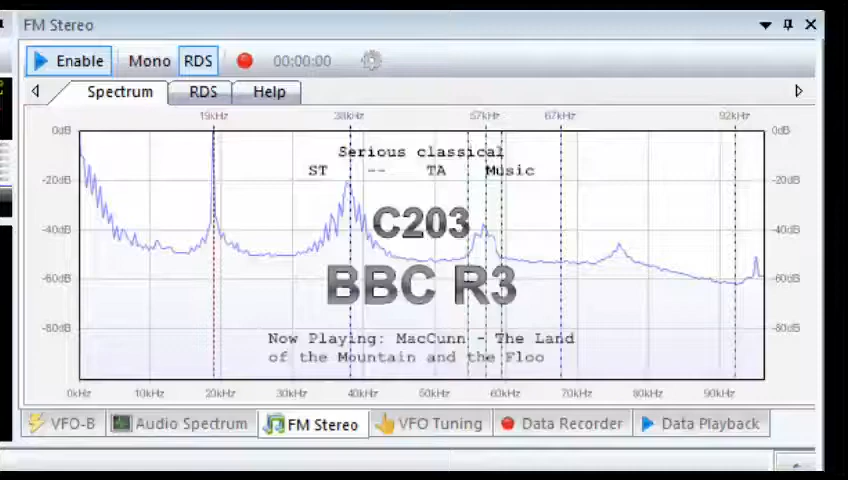 FM Stereo
Enable Mono RDS 00:00:00
Spectrum RDS Help
19kHz 38kHz 57kHz 67kHz 92kHz
0dB 0dB
Serious classical
ST -- TA Music
-20dB -20dB
C203
-40dB -40dB
BBC R3
-60dB -60dB
-80dB -80dB
Now Playing: MacCunn - The Land
of the Mountain and the Floo
0kHz 10kHz 20kHz 30kHz 40kHz 50kHz 60kHz 70kHz 80kHz 90kHz
VFO-B Audio Spectrum FM Stereo VFO Tuning Data Recorder Data Playback